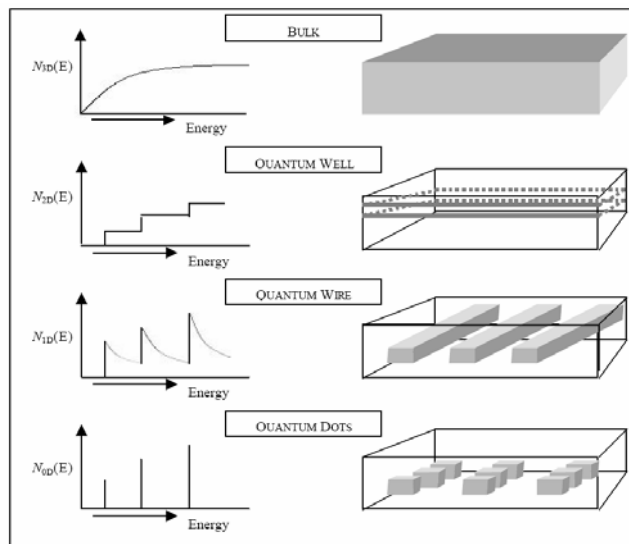 BULK
N3D(E)
Energy
QUANTUM WELL
N2D(E)
Energy
QUANTUM WIRE
N1D(E)
Energy
QUANTUM DOTS
N0D(E)
Energy